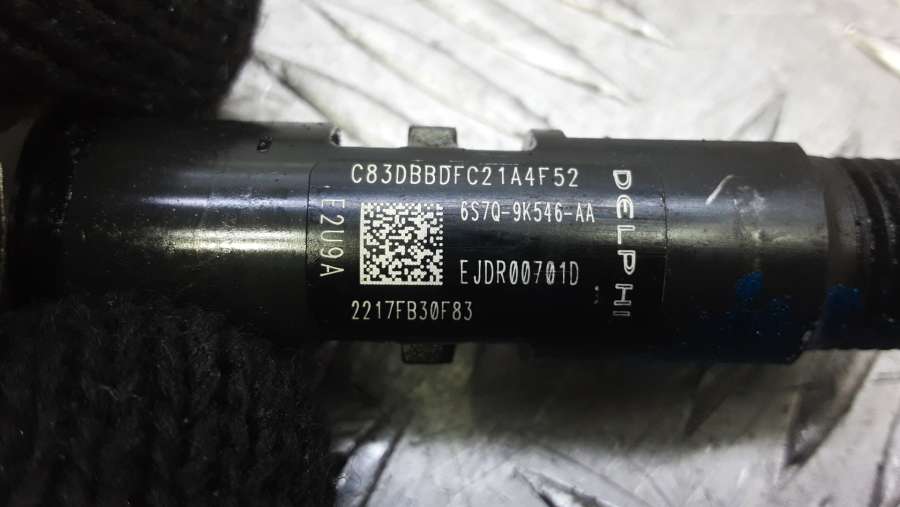 C83DBBDFC21A4F52
6S7Q-9K546-AA
EJDR00701D
2217FB30F83
E2U9A
DELPHI